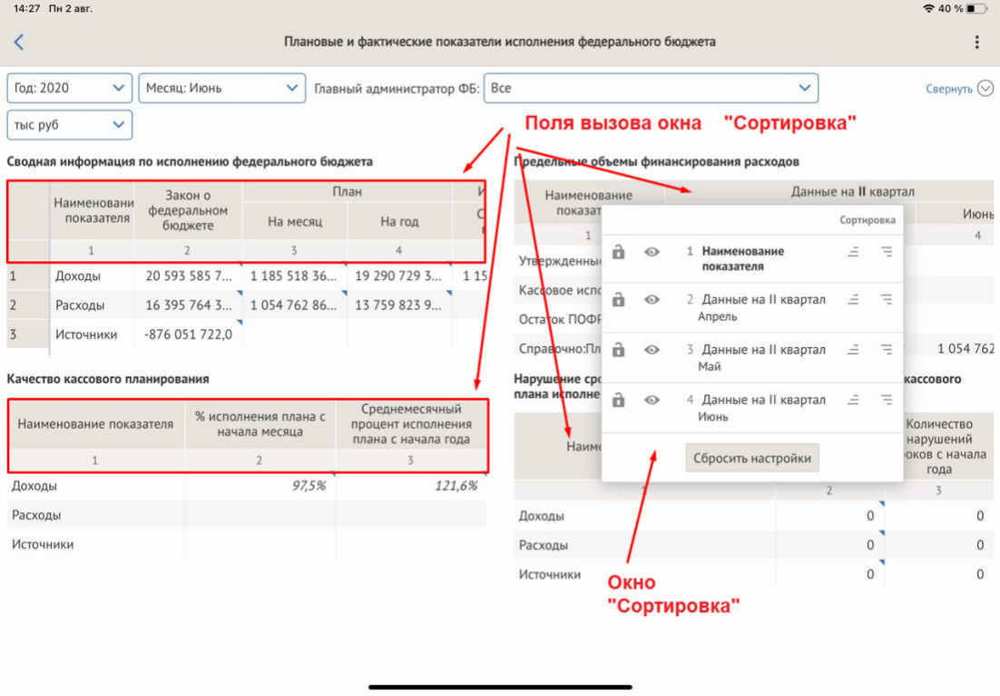 14:27 Пн 2 авг.
40 %
Плановые и фактические показатели исполнения федерального бюджета
Год: 2020
Месяц: Июнь
Главный администратор ФБ:
Все
Свернуть
тыс руб
Поля вызова окна "Сортировка"
Сводная информация по исполнению федерального бюджета
Наименовани
показателя
Закон о
федеральном
бюджете
План
На месяц
На год
1 2 3 4
1 Доходы 20 593 585 7... 1 185 518 36... 19 290 729 3... 1 15
2 Расходы 16 395 764 3... 1 054 762 86... 13 759 823 9...
3 Источники -876 051 722,0
Качество кассового планирования
Наименование показателя
% исполнения плана с
начала месяца
Среднемесячный
процент исполнения
плана с начала года
1 2 3
Доходы 97,5% 121,6%
Расходы
Источники
Предельные объемы финансирования расходов
Наименование
показат
Данные на II квартал
Июнь
1
4
Утвержденны
Кассовое испо
Остаток ПОФР
Справочно:Пл
1 054 762
Сортировка
1 Наименование
показателя
2 Данные на II квартал
Апрель
3 Данные на II квартал
Май
4 Данные на II квартал
Июнь
Сбросить настройки
Нарушение сро
кассового
плана исполне
Наиме
Количество
нарушений
оков с начала
года
1 2 3
Доходы 0 0
Расходы 0 0
Источники 0 0
Окно
"Сортировка"